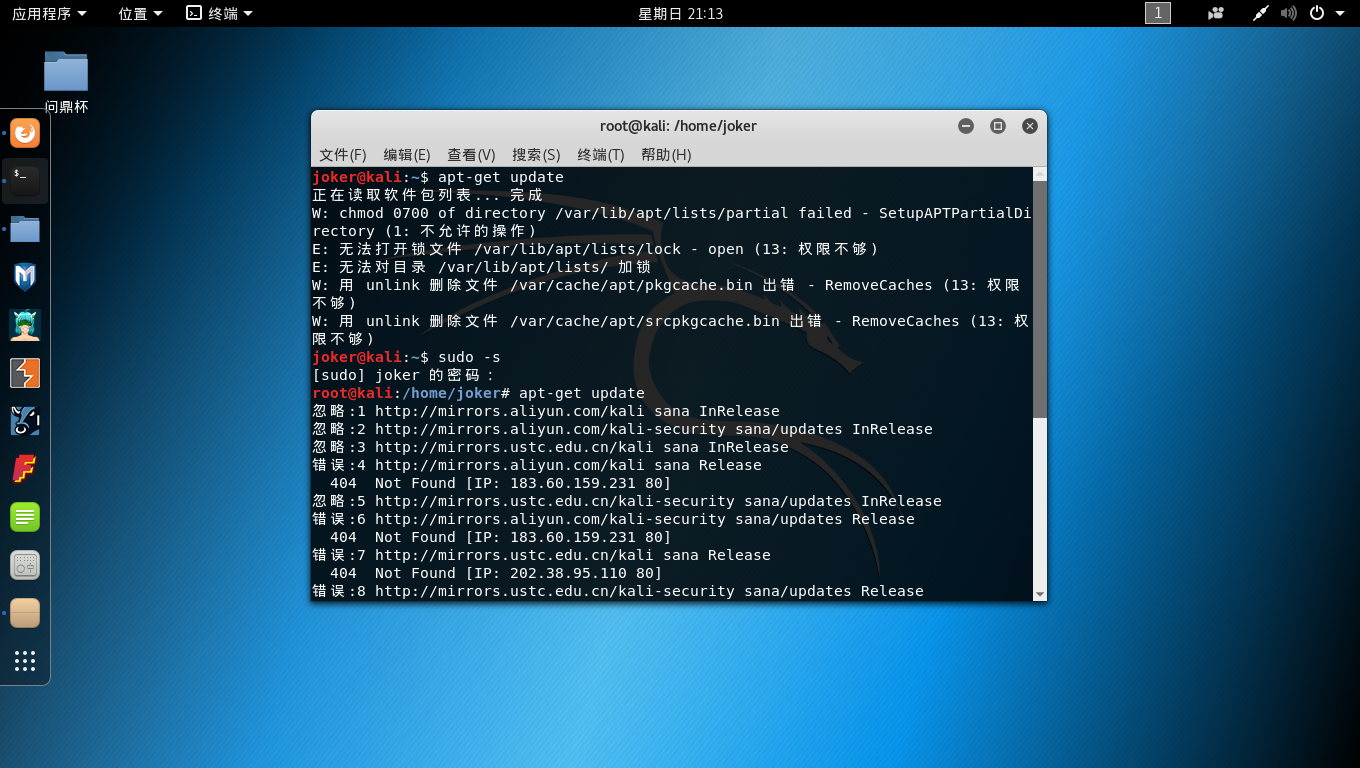 应用程序 位置 终端 星期日 21:13 1
问鼎杯
root@kali: /home/joker
文件(F) 编辑(E) 查看(V) 搜索(S) 终端(T) 帮助(H)
joker@kali:~$ apt-get update
正在读取软件包列表... 完成
W: chmod 0700 of directory /var/lib/apt/lists/partial failed - SetupAPTPartialDi
rectory (1: 不允许的操作)
E: 无法打开锁文件 /var/lib/apt/lists/lock - open (13: 权限不够)
E: 无法对目录 /var/lib/apt/lists/ 加锁
W: 用 unlink 删除文件 /var/cache/apt/pkgcache.bin 出错 - RemoveCaches (13: 权限
不够)
W: 用 unlink 删除文件 /var/cache/apt/srcpkgcache.bin 出错 - RemoveCaches (13: 权
限不够)
joker@kali:~$ sudo -s
[sudo] joker 的密码：
root@kali:/home/joker# apt-get update
忽略:1 http://mirrors.aliyun.com/kali sana InRelease
忽略:2 http://mirrors.aliyun.com/kali-security sana/updates InRelease
忽略:3 http://mirrors.ustc.edu.cn/kali sana InRelease
错误:4 http://mirrors.aliyun.com/kali sana Release
  404  Not Found [IP: 183.60.159.231 80]
忽略:5 http://mirrors.ustc.edu.cn/kali-security sana/updates InRelease
错误:6 http://mirrors.aliyun.com/kali-security sana/updates Release
  404  Not Found [IP: 183.60.159.231 80]
错误:7 http://mirrors.ustc.edu.cn/kali sana Release
  404  Not Found [IP: 202.38.95.110 80]
错误:8 http://mirrors.ustc.edu.cn/kali-security sana/updates Release